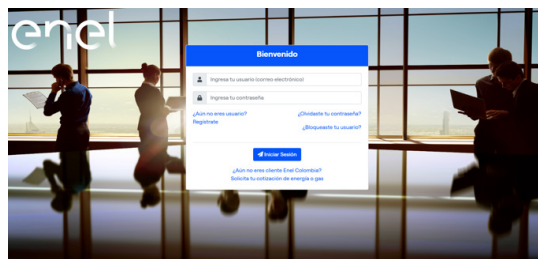 enel
Bienvenido
Ingresa tu usuario (correo electrónico)
Ingresa tu contraseña
¿Aún no eres usuario?
Regístrate
¿Olvidaste tu contraseña?
¿Bloqueaste tu usuario?
Iniciar Sesión
¿Aún no eres cliente Enel Colombia?
Solicita tu cotización de energía o gas